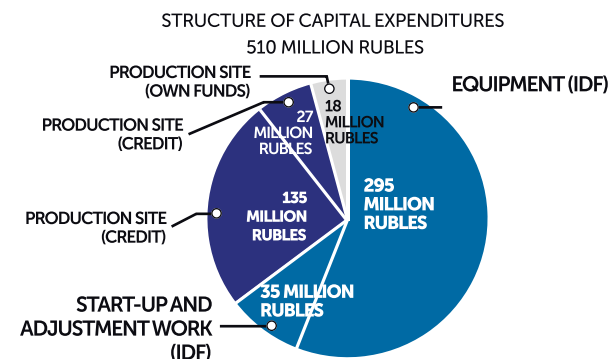 STRUCTURE OF CAPITAL EXPENDITURES
510 MILLION RUBLES
PRODUCTION SITE
(OWN FUNDS)
EQUIPMENT (IDF)
PRODUCTION SITE
(CREDIT)
27
MILLION
RUBLES
18
MILLION
RUBLES
295
MILLION
RUBLES
135
MILLION
RUBLES
PRODUCTION SITE
(CREDIT)
35 MILLION
RUBLES
START-UP AND
ADJUSTMENT WORK
(IDF)